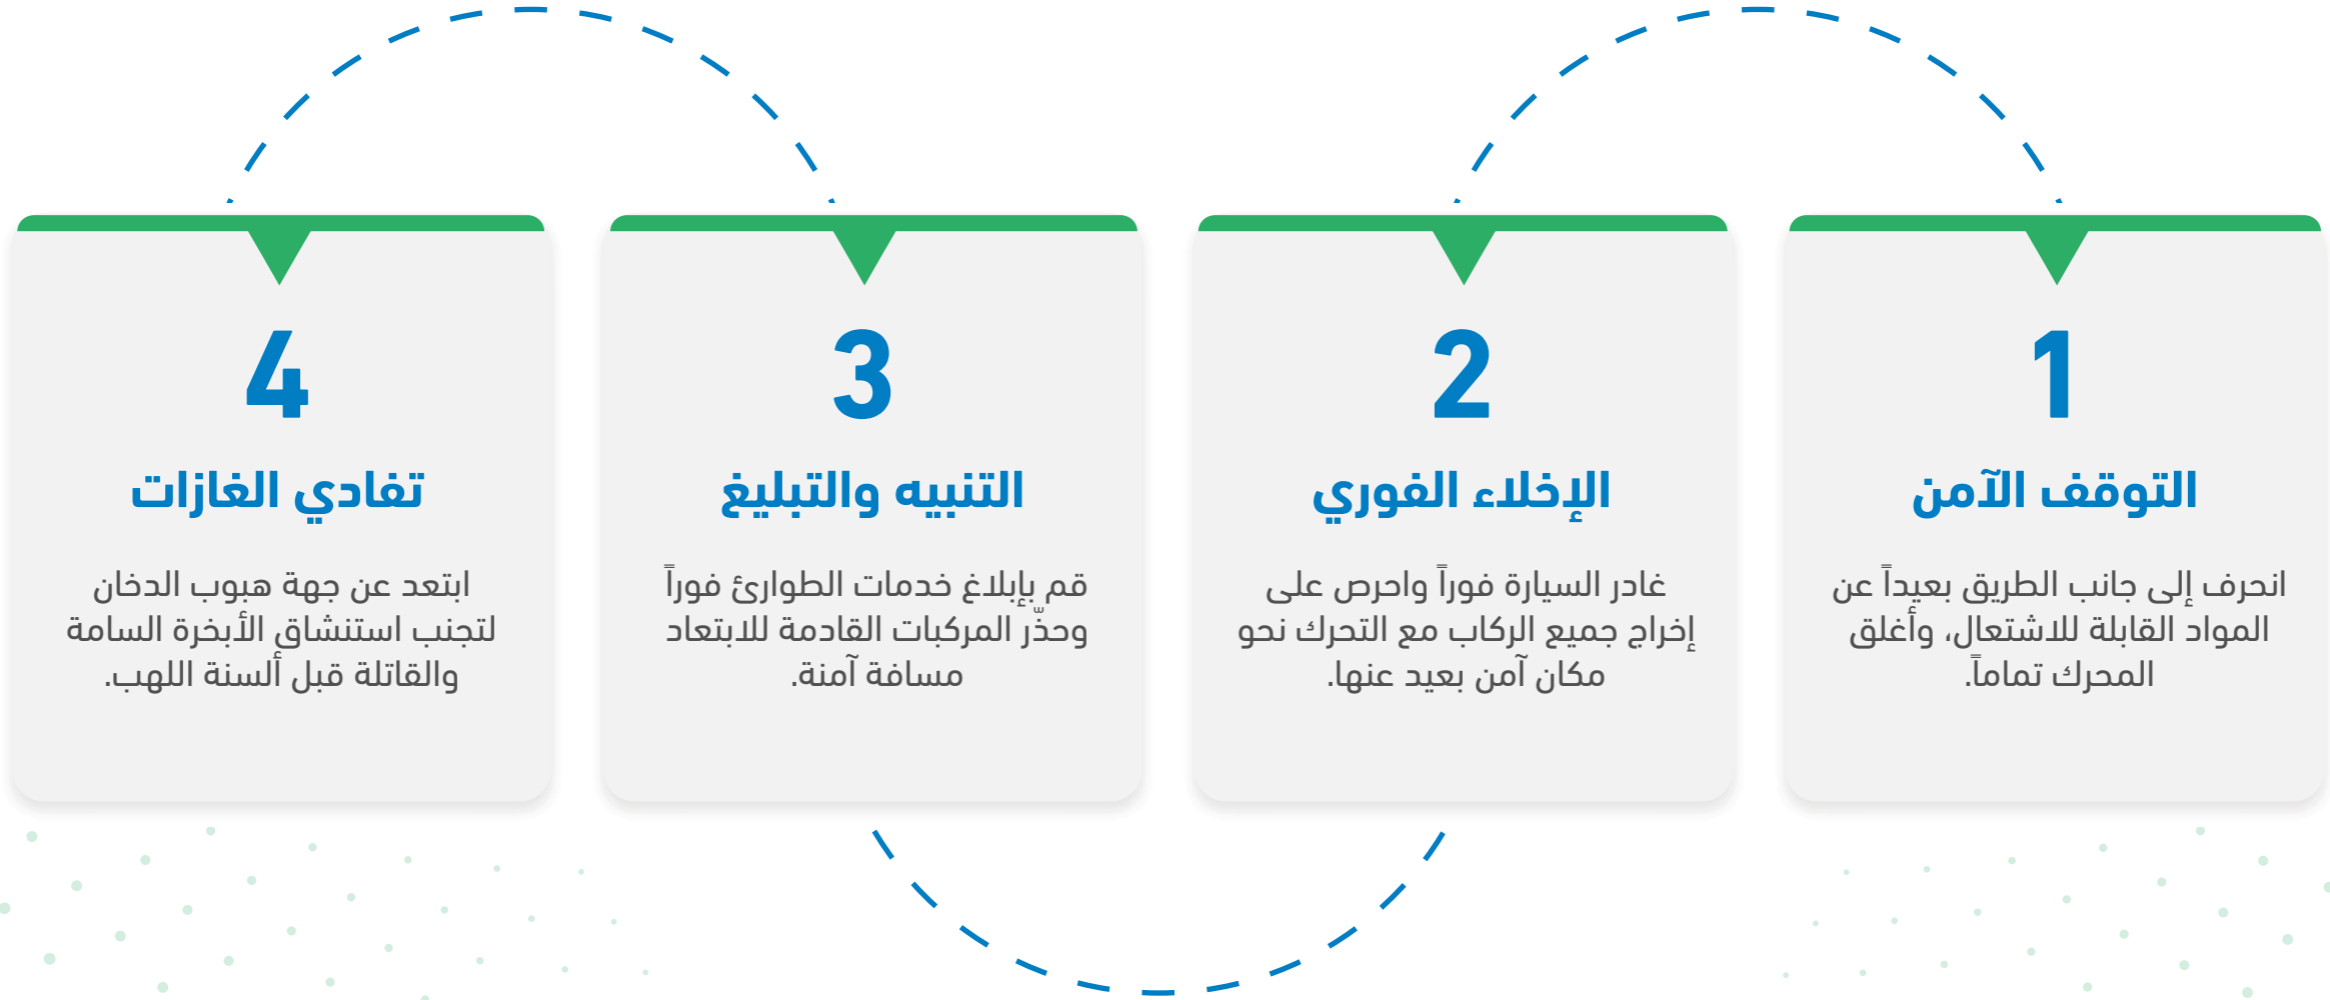 1
التوقف الآمن
انحرف إلى جانب الطريق بعيداً عن
المواد القابلة للاشتعال، وأغلق
المحرك تماماً.
2
الإخلاء الفوري
غادر السيارة فوراً واحرص على
إخراج جميع الركاب مع التحرك نحو
مكان آمن بعيد عنها.
3
التنبيه والتبليغ
قم بإبلاغ خدمات الطوارئ فوراً
وحذّر المركبات القادمة للابتعاد
مسافة آمنة.
4
تفادي الغازات
ابتعد عن جهة هبوب الدخان
لتجنب استنشاق الأبخرة السامة
والقاتلة قبل ألسنة اللهب.